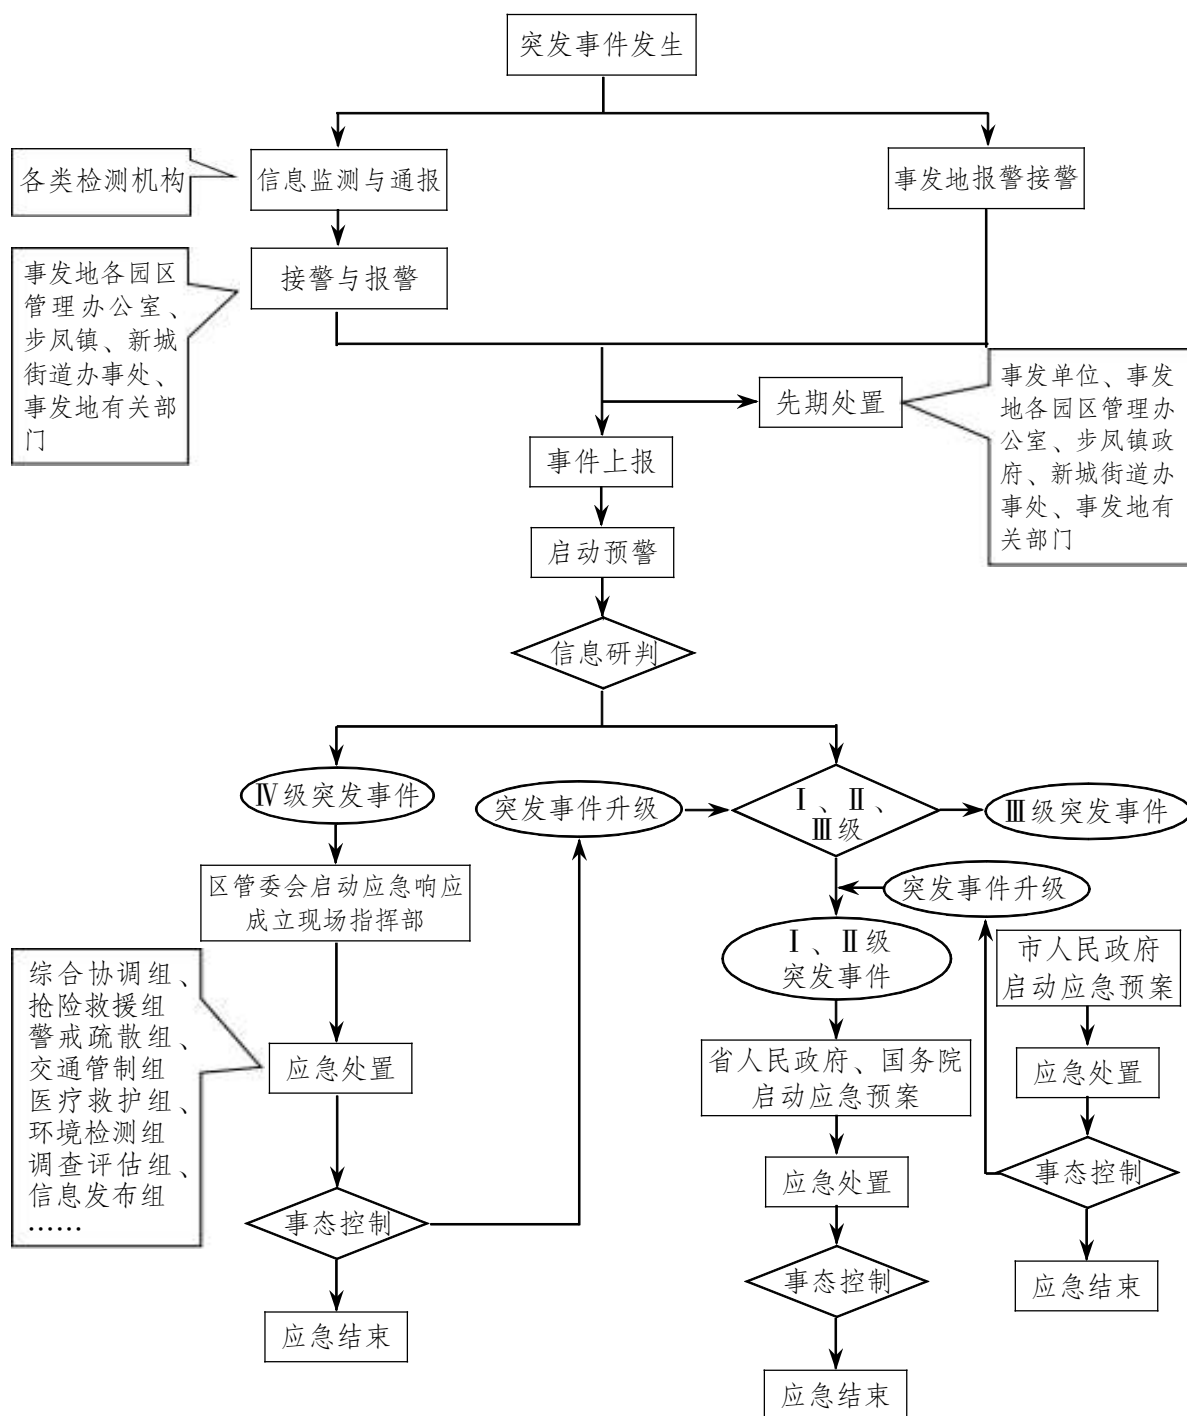 突发事件发生
各类检测机构
信息监测与通报
事发地报警接警
事发地各园区
管理办公室、
步凤镇、新城
街道办事处、
事发地有关部
门
接警与报警
先期处置
事发单位、事发
地各园区管理办
公室、步凤镇政
府、新城街道办
事处、事发地有
关部门
事件上报
启动预警
信息研判
Ⅳ级突发事件
突发事件升级
Ⅰ、Ⅱ、
Ⅲ级
Ⅲ级突发事件
区管委会启动应急响应
成立现场指挥部
突发事件升级
Ⅰ、Ⅱ级
突发事件
市人民政府
启动应急预案
综合协调组、
抢险救援组
警戒疏散组、
交通管制组
医疗救护组、
环境检测组
调查评估组、
信息发布组
……
应急处置
省人民政府、国务院
启动应急预案
应急处置
应急处置
事态控制
事态控制
事态控制
应急结束
应急结束
应急结束